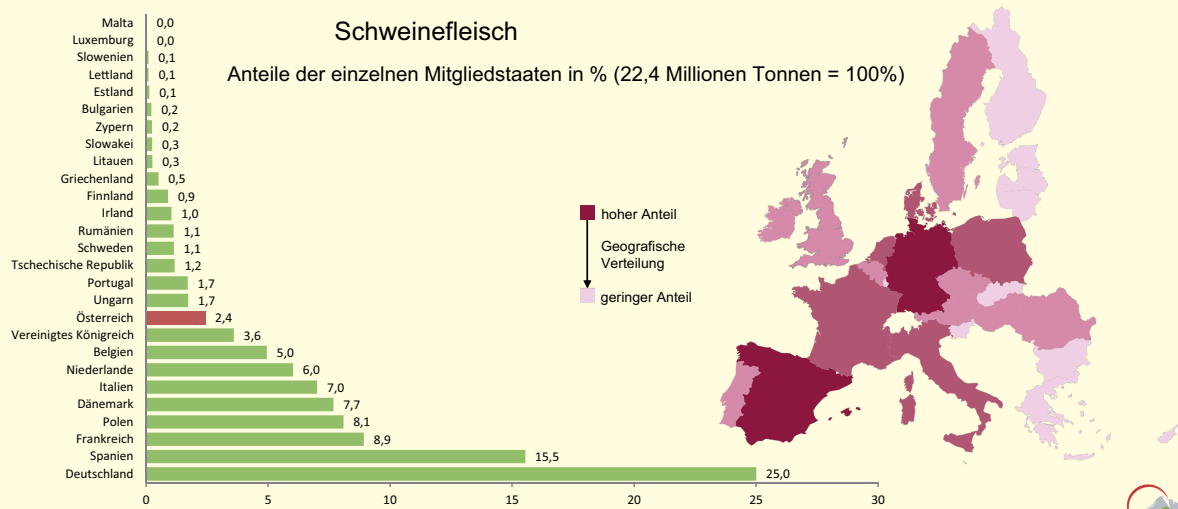 Schweinefleisch
Anteile der einzelnen Mitgliedstaaten in % (22,4 Millionen Tonnen = 100%)
Malta 0,0
Luxemburg 0,0
Slowenien 0,1
Lettland 0,1
Estland 0,1
Bulgarien 0,2
Zypern 0,2
Slowakei 0,3
Litauen 0,3
Griechenland 0,5
Finnland 0,9
Irland 1,0
Rumänien 1,1
Schweden 1,1
Tschechische Republik 1,2
Portugal 1,7
Ungarn 1,7
Österreich 2,4
Vereinigtes Königreich 3,6
Belgien 5,0
Niederlande 6,0
Italien 7,0
Dänemark 7,7
Polen 8,1
Frankreich 8,9
Spanien 15,5
Deutschland 25,0
0 5 10 15 20 25 30
hoher Anteil
Geografische
Verteilung
geringer Anteil